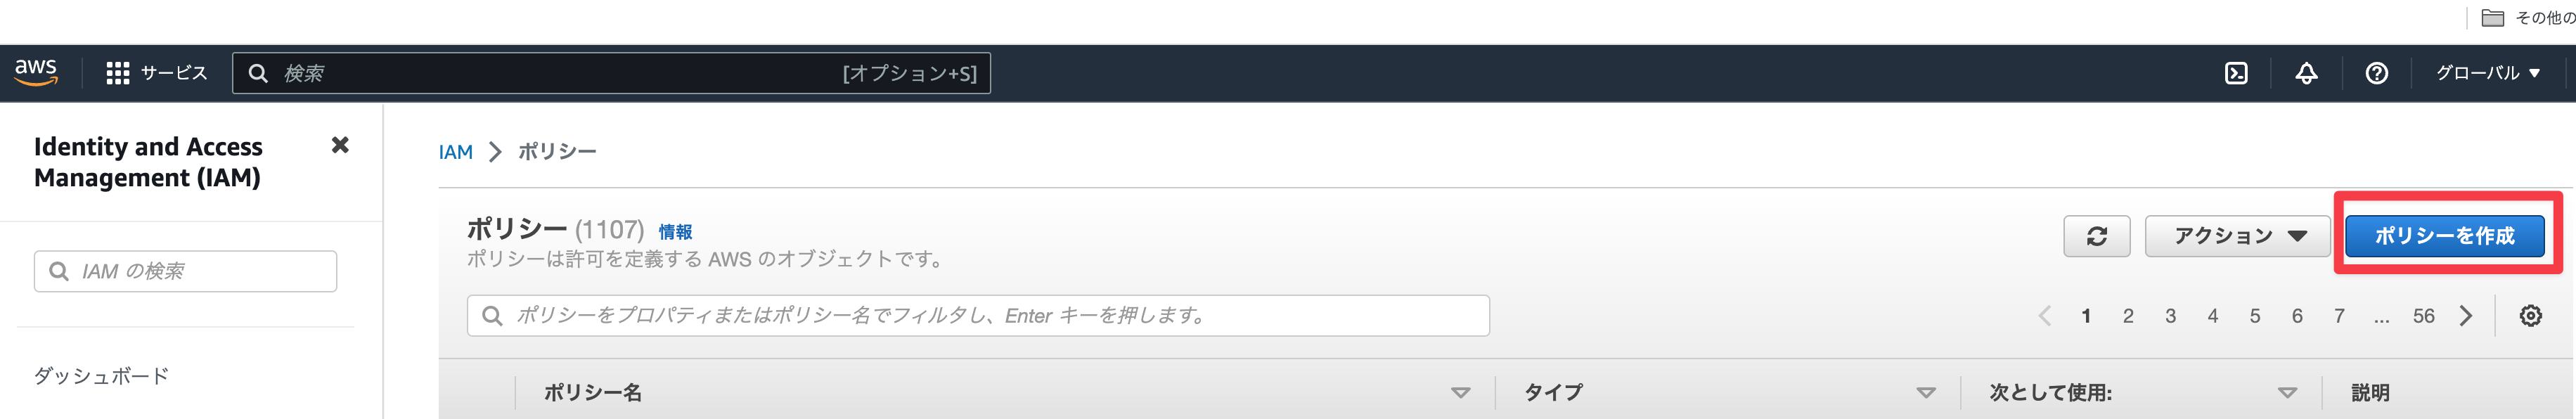 その他の
aws サービス 検索 [オプション+S] グローバル
Identity and Access
Management (IAM)
IAM の検索
ダッシュボード
IAM > ポリシー
ポリシー (1107) 情報
ポリシーは許可を定義する AWS のオブジェクトです。
アクション ポリシーを作成
ポリシーをプロパティまたはポリシー名でフィルタし、Enter キーを押します。
1 2 3 4 5 6 7 ... 56
ポリシー名 タイプ 次として使用: 説明